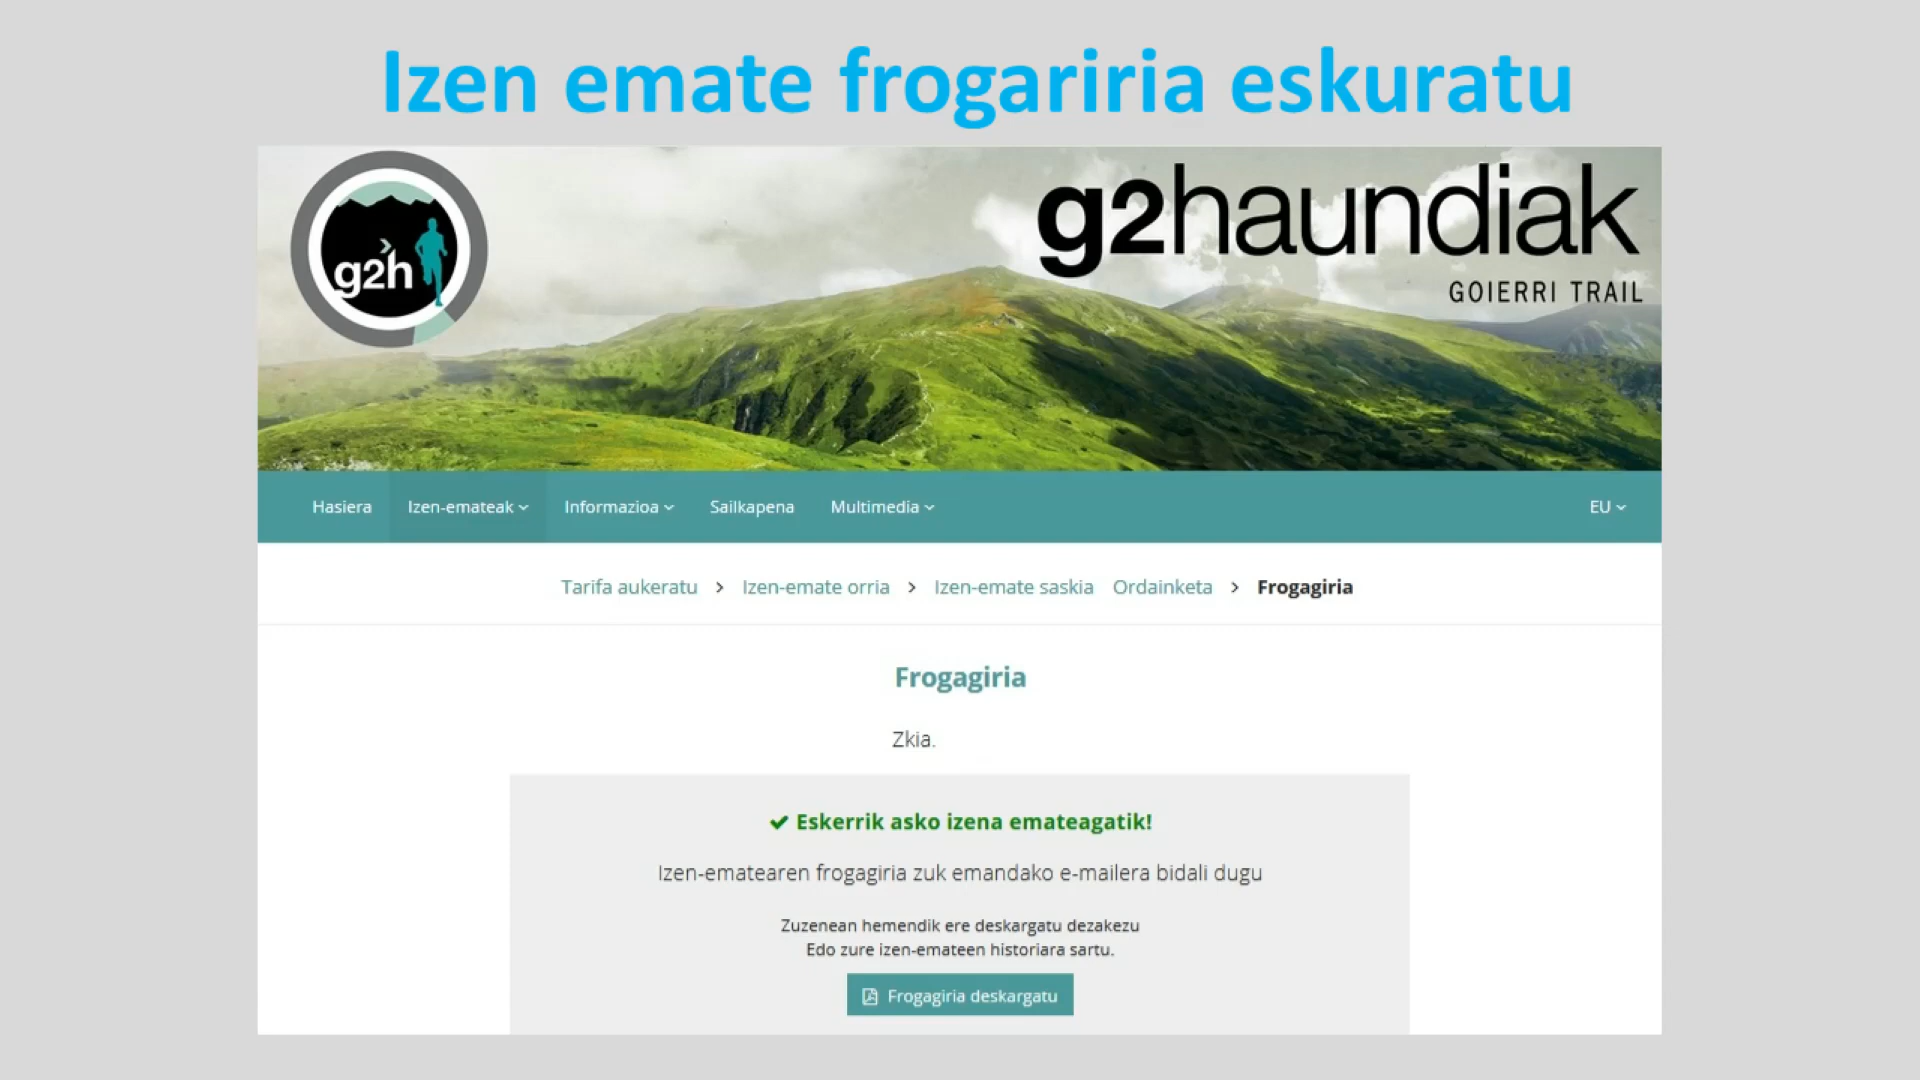 Izen emate frogariria eskuratu
g2h
g2haundiak
GOIERRI TRAIL
Hasiera Izen-emateak Informazioa Sailkapena Multimedia EU
Tarifa aukeratu > Izen-emate orria > Izen-emate saskia Ordainketa > Frogagiria
Frogagiria
Zkia.
✔ Eskerrik asko izena emateagatik!
Izen-ematearen frogagiria zuk emandako e-mailera bidali dugu
Zuzenean hemendik ere deskargatu dezakezu
Edo zure izen-emateen historiara sartu.
Frogagiria deskargatu